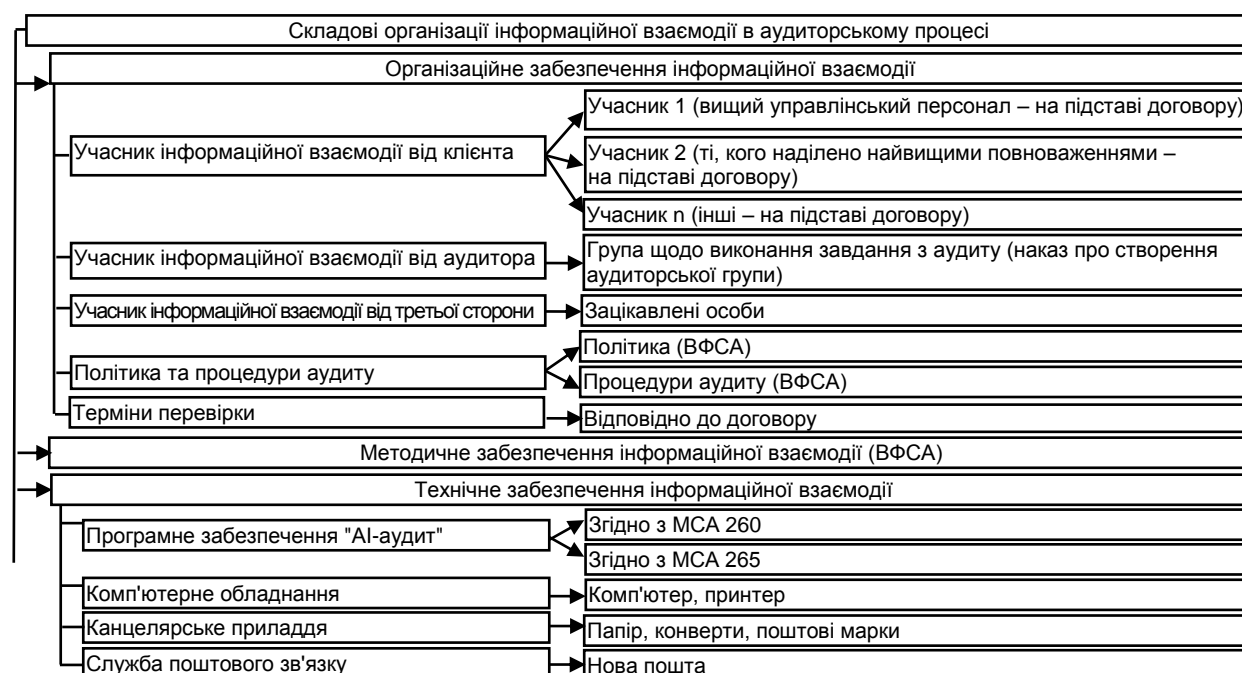 Складові організації інформаційної взаємодії в аудиторському процесі
Організаційне забезпечення інформаційної взаємодії
Учасник інформаційної взаємодії від клієнта
Учасник 1 (вищий управлінський персонал – на підставі договору)
Учасник 2 (ті, кого наділено найвищими повноваженнями –
на підставі договору)
Учасник n (інші – на підставі договору)
Учасник інформаційної взаємодії від аудитора
Група щодо виконання завдання з аудиту (наказ про створення
аудиторської групи)
Учасник інформаційної взаємодії від третьої сторони
Зацікавлені особи
Політика та процедури аудиту
Політика (ВФСА)
Процедури аудиту (ВФСА)
Терміни перевірки
Відповідно до договору
Методичне забезпечення інформаційної взаємодії (ВФСА)
Технічне забезпечення інформаційної взаємодії
Програмне забезпечення "АІ-аудит"
Згідно з МСА 260
Згідно з МСА 265
Комп'ютерне обладнання
Комп'ютер, принтер
Канцелярське приладдя
Папір, конверти, поштові марки
Служба поштового зв'язку
Нова пошта